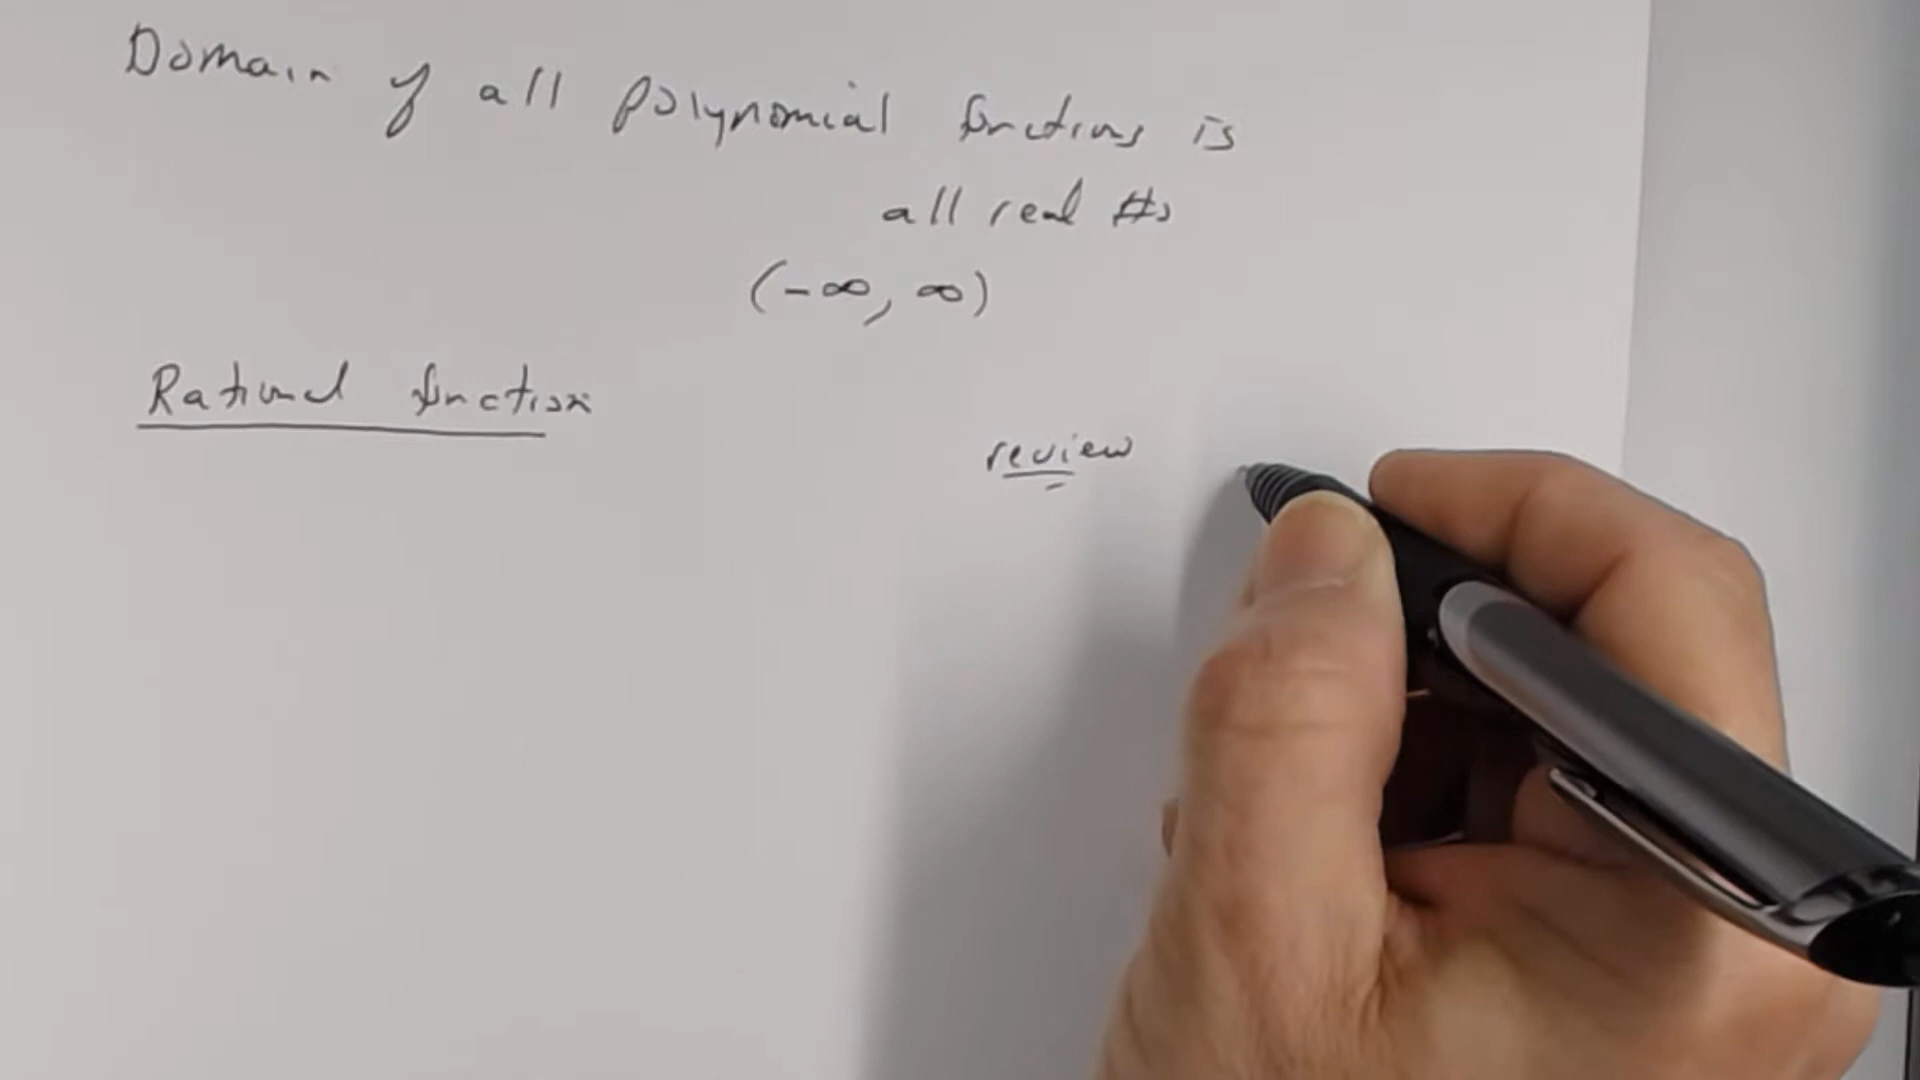 Domain of all polynomial functions is
all real #s
(-∞, ∞)
Rational function
review